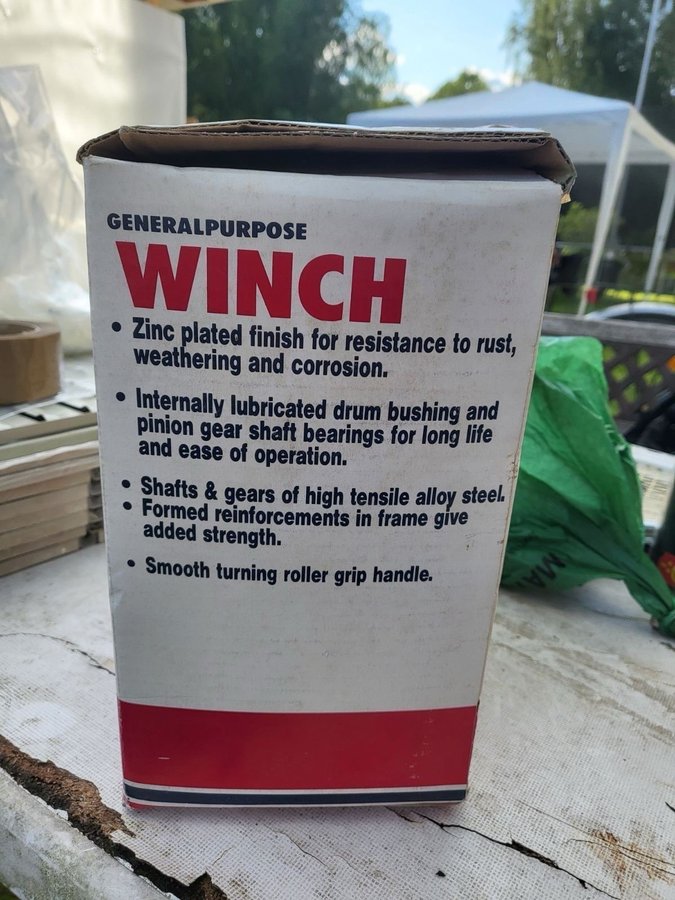 GENERALPURPOSE
WINCH
• Zinc plated finish for resistance to rust,
weathering and corrosion.
• Internally lubricated drum bushing and
pinion gear shaft bearings for long life
and ease of operation.
• Shafts & gears of high tensile alloy steel.
• Formed reinforcements in frame give
added strength.
• Smooth turning roller grip handle.